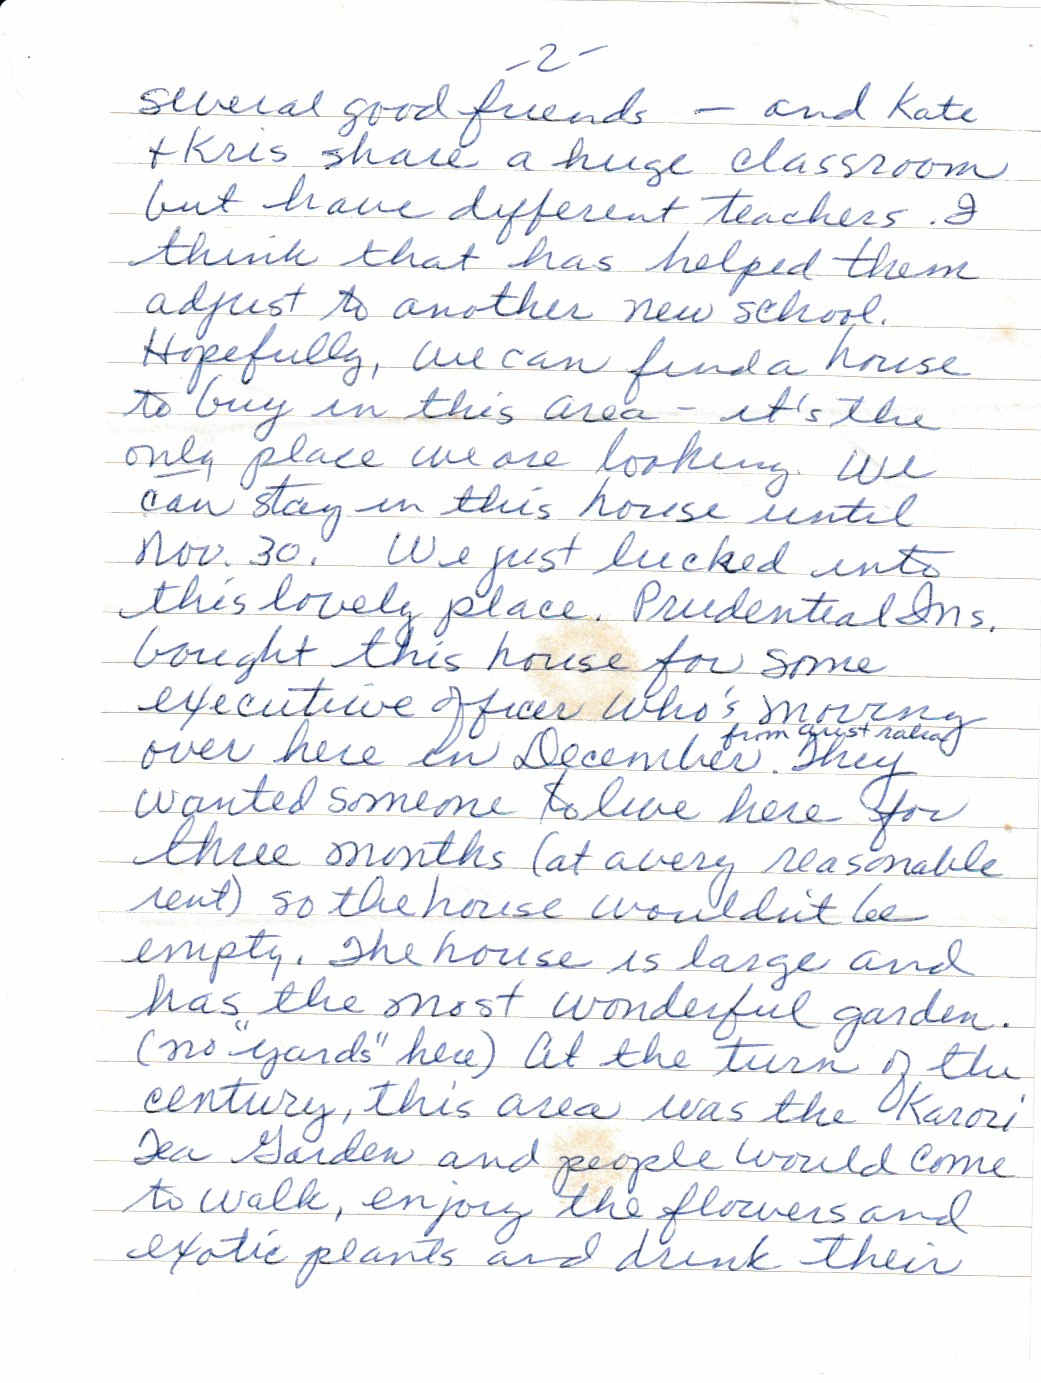 -2-
several good friends – and Kate
+ Kris share a huge classroom
but have different teachers. I
think that has helped them
adjust to another new school.
Hopefully, we can find a house
to buy in this area - it's the
only place we are looking. We
can stay in this house until
Nov. 30. We just lucked into
this lovely place. Prudential Ins.
bought this house for some
executive officer who's moving
from Australia
over here in December. They
wanted someone to live here for
three months (at a very reasonable
rent) so the house wouldn't be
empty. The house is large and
has the most wonderful garden.
(no "yards" here) At the turn of the
century, this area was the Karori
Tea Garden and people would come
to walk, enjoy the flowers and
exotic plants and drink their